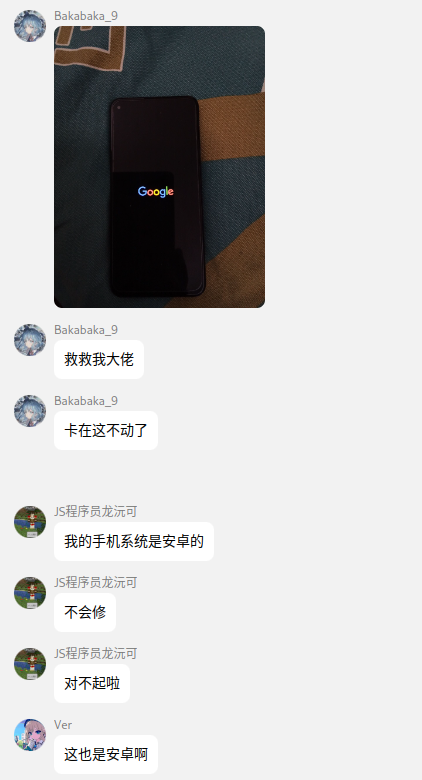 Bakabaka_9
Google
Bakabaka_9
救救我大佬
Bakabaka_9
卡在这不动了
JS程序员龙沅可
我的手机系统是安卓的
JS程序员龙沅可
不会修
JS程序员龙沅可
对不起啦
Ver
这也是安卓啊